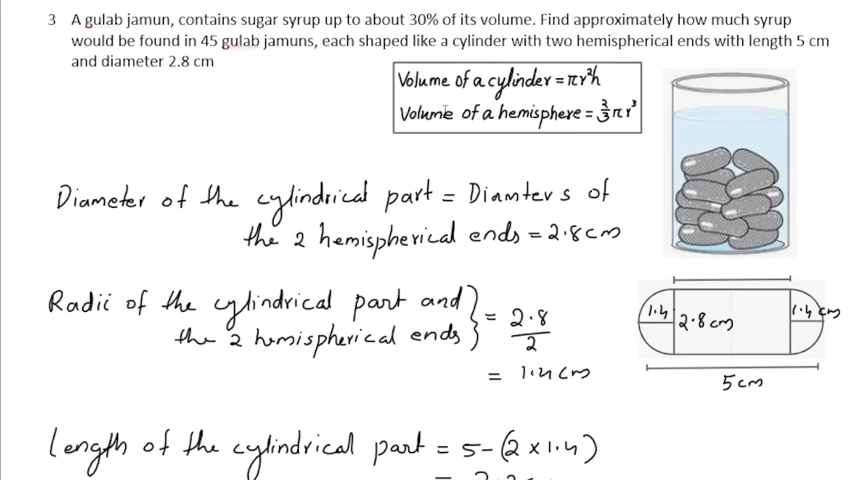 3 A gulab jamun, contains sugar syrup up to about 30% of its volume. Find approximately how much syrup
would be found in 45 gulab jamuns, each shaped like a cylinder with two hemispherical ends with length 5 cm
and diameter 2.8 cm
Volume of a cylinder = πr²h
Volume of a hemisphere = 2/3 πr³
Diameter of the cylindrical part = Diamters of
the 2 hemispherical ends = 2.8cm
Radii of the cylindrical part and
the 2 hemispherical ends } = 2.8/2
= 1.4cm
1.4 2.8cm 1.4cm
5cm
Length of the cylindrical part = 5-(2×1.4)